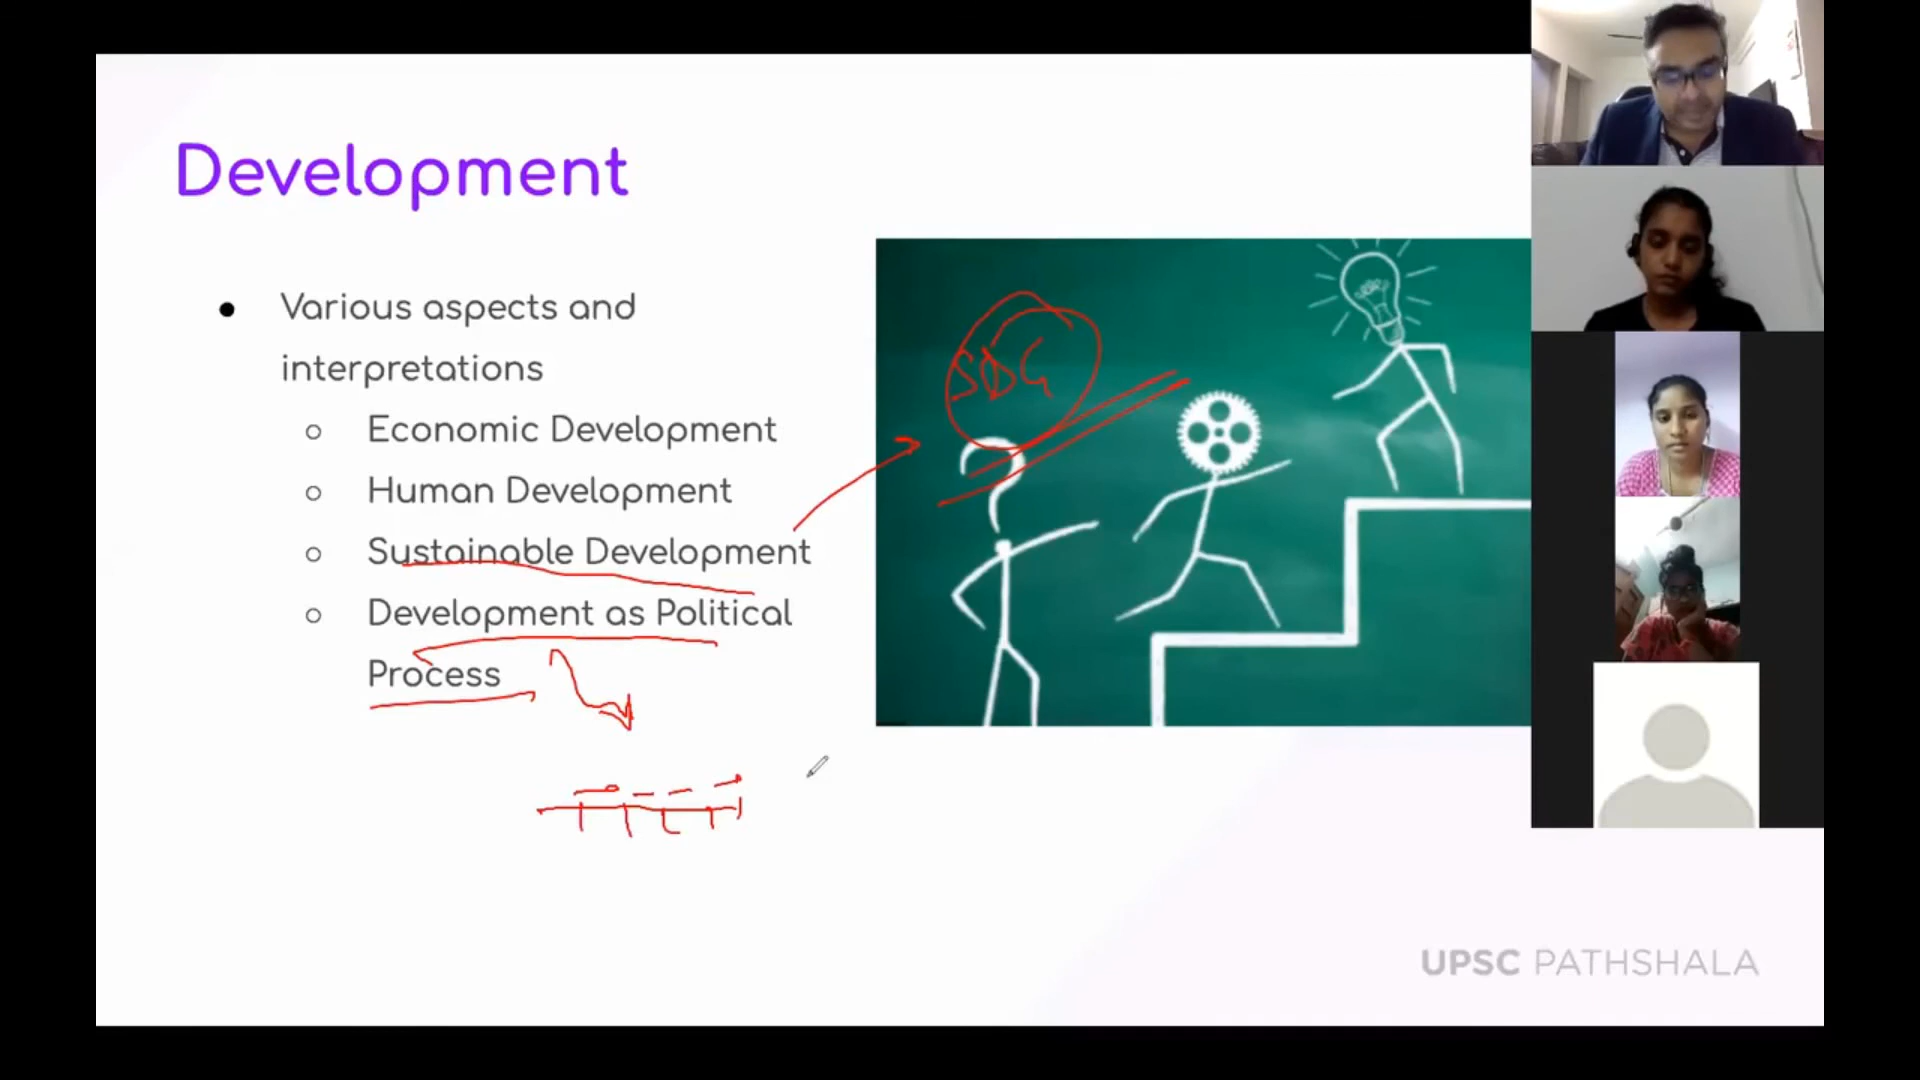 Development
● Various aspects and
interpretations
○ Economic Development
○ Human Development
○ Sustainable Development
○ Development as Political
Process
SDG
UPSC PATHSHALA